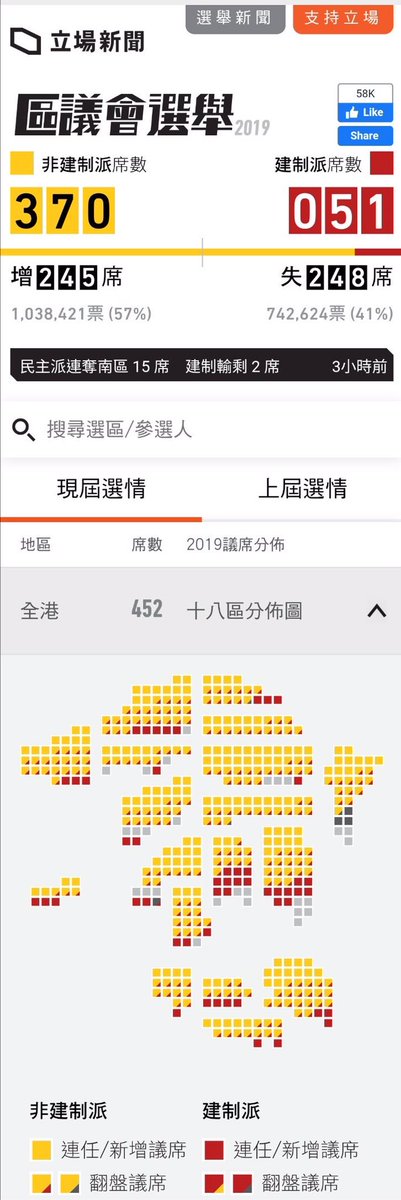 選舉新聞 支持立場
立場新聞
區議會選舉2019
58K
Like
Share
非建制派席數 建制派席數
370 051
增245席 失248席
1,038,421票 (57%) 742,624票 (41%)
民主派連奪南區 15 席 建制輸剩 2 席 3小時前
搜尋選區/參選人
現屆選情 上屆選情
地區 席數 2019議席分佈
全港 452 十八區分佈圖
非建制派 建制派
連任/新增議席 連任/新增議席
翻盤議席 翻盤議席